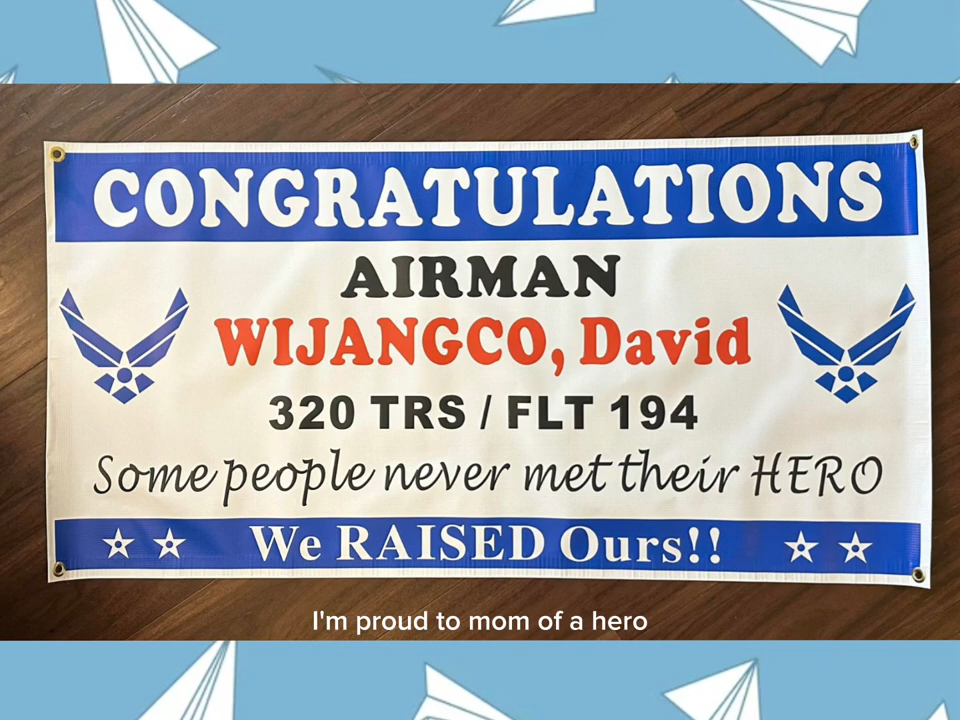 CONGRATULATIONS
AIRMAN
WIJANGCO, David
320 TRS / FLT 194
Some people never met their HERO
We RAISED Ours!!
I'm proud to mom of a hero